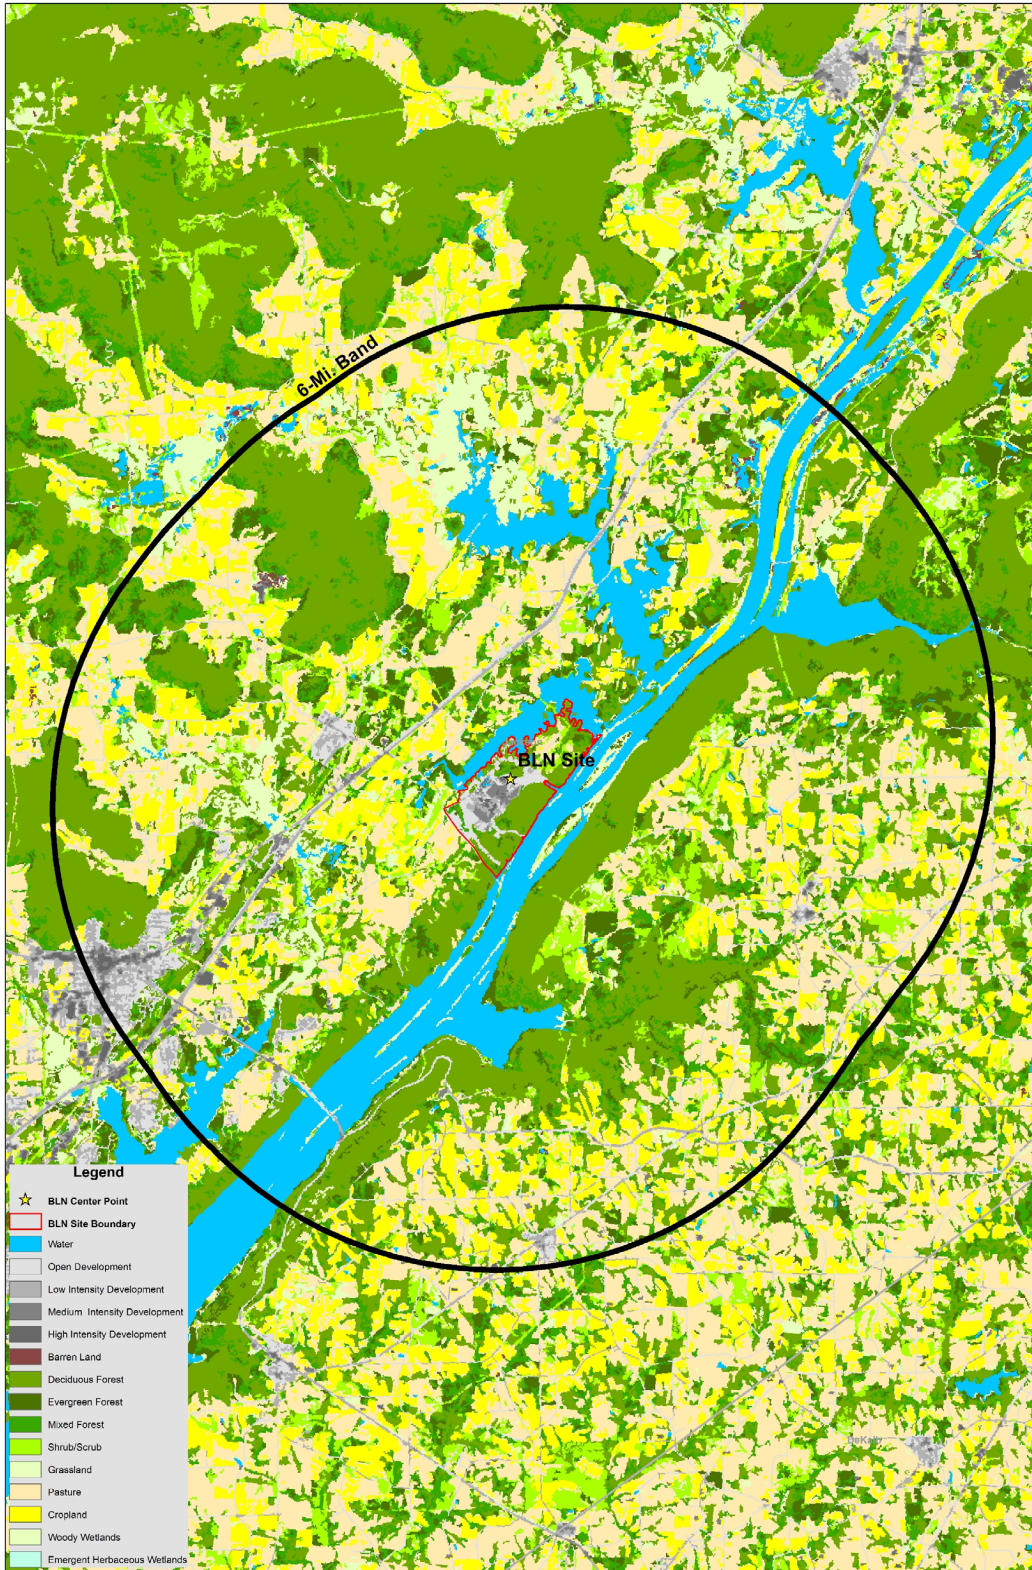 6-Mi. Band
BLN Site
Legend
BLN Center Point
BLN Site Boundary
Water
Open Development
Low Intensity Development
Medium Intensity Development
High Intensity Development
Barren Land
Deciduous Forest
Evergreen Forest
Mixed Forest
Shrub/Scrub
Grassland
Pasture
Cropland
Woody Wetlands
Emergent Herbaceous Wetlands